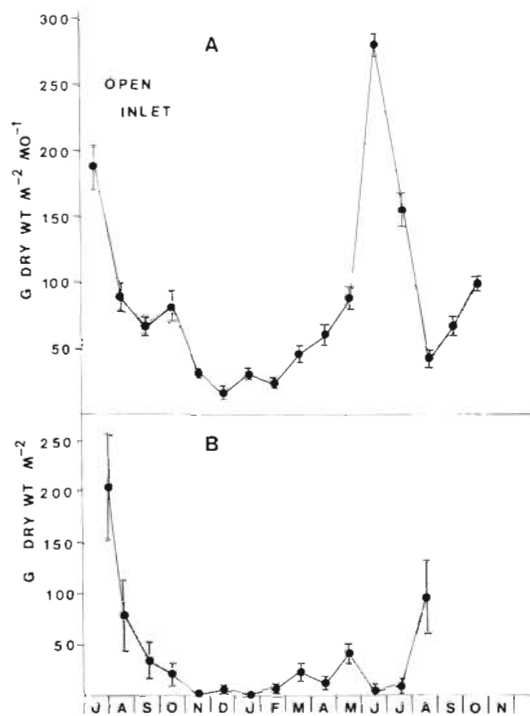 A
300
250
200
150
100
50
OPEN
INLET
G DRY WT M⁻² MO⁻¹
B
250
200
150
100
50
G DRY WT M⁻²
J A S O N D J F M A M J J A S O N